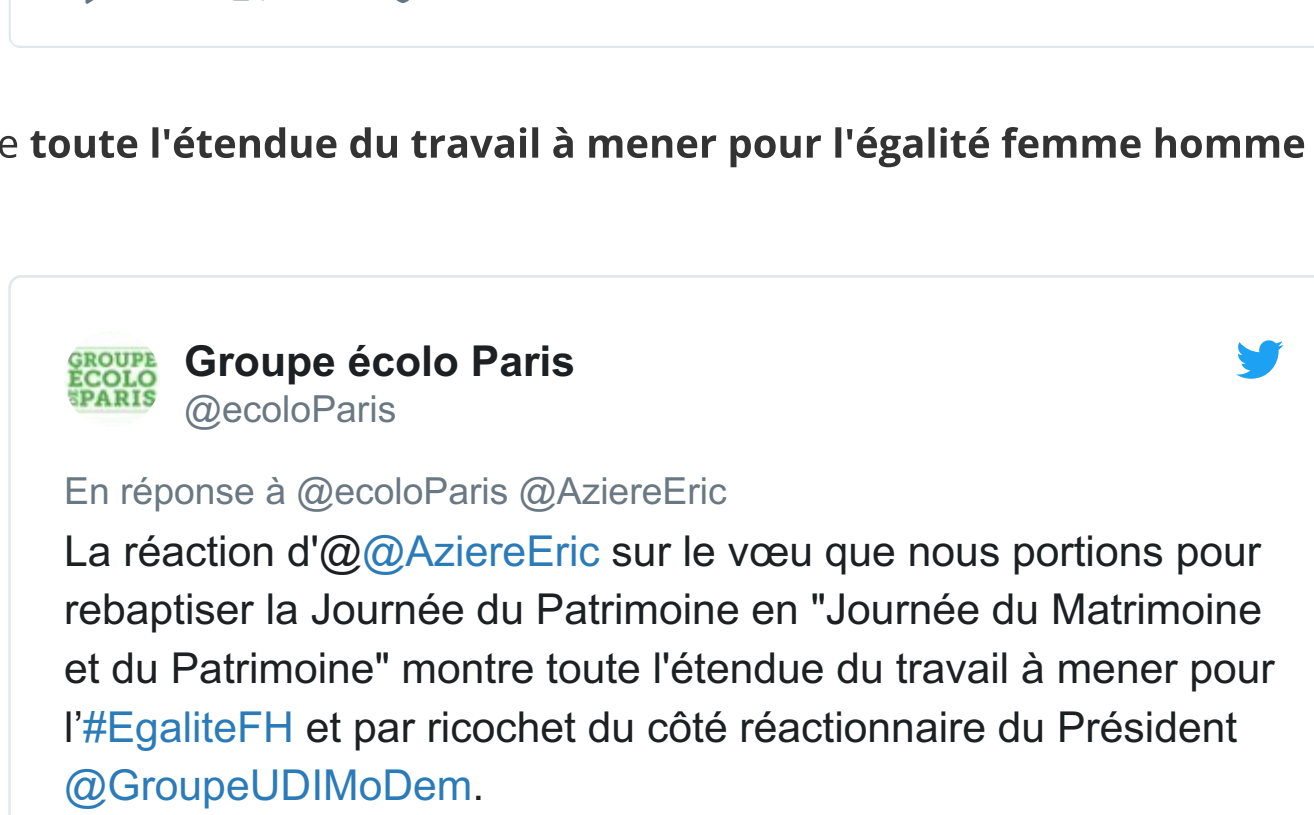 e toute l'étendue du travail à mener pour l'égalité femme homme
GROUPE
ECOLO
DE PARIS
Groupe écolo Paris
@ecoloParis
En réponse à @ecoloParis @AziereEric
La réaction d'@@AziereEric sur le vœu que nous portions pour
rebaptiser la Journée du Patrimoine en "Journée du Matrimoine
et du Patrimoine" montre toute l'étendue du travail à mener pour
l’#EgaliteFH et par ricochet du côté réactionnaire du Président
@GroupeUDIMoDem.